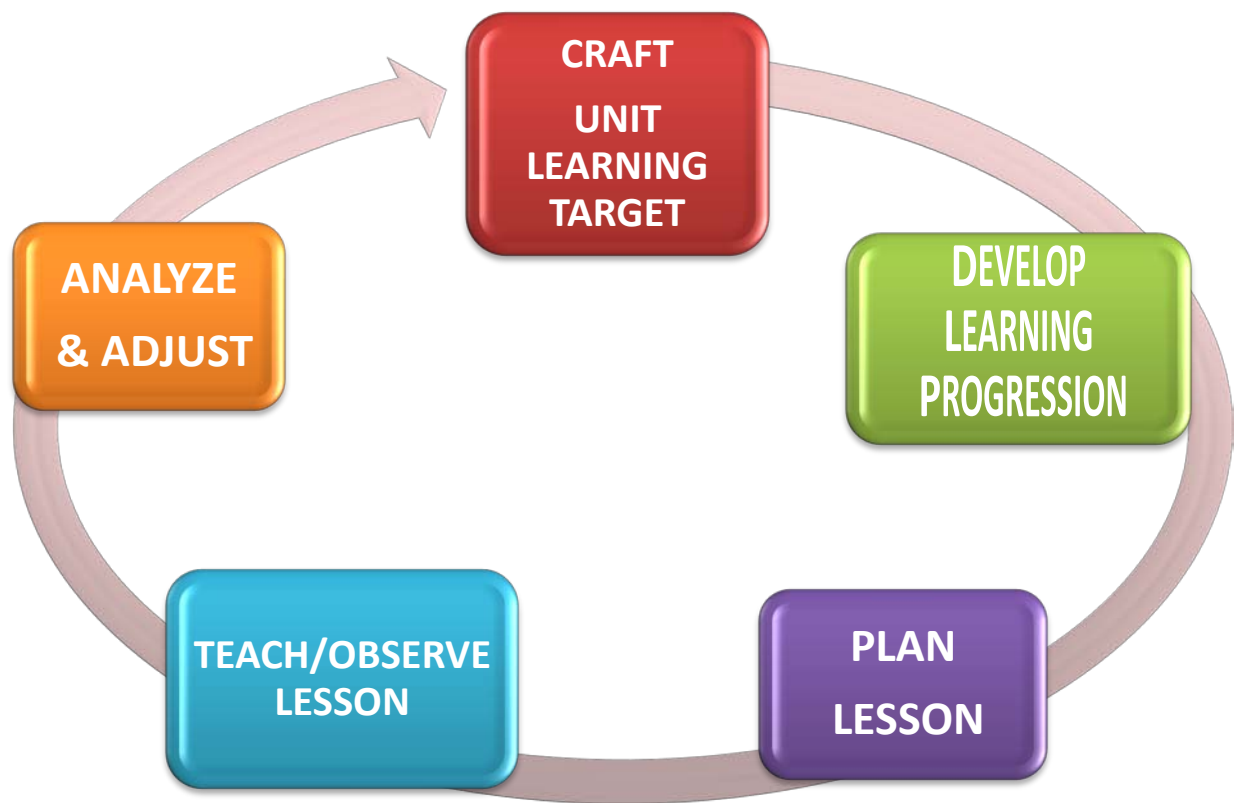 CRAFT
UNIT
LEARNING
TARGET
DEVELOP
LEARNING
PROGRESSION
PLAN
LESSON
TEACH/OBSERVE
LESSON
ANALYZE
& ADJUST